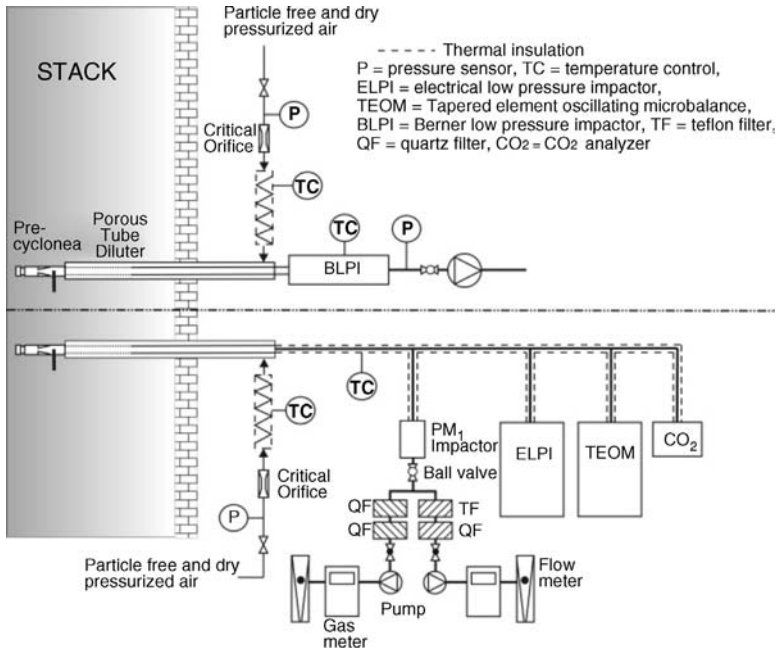 Particle free and dry
pressurized air
Thermal insulation
P = pressure sensor, TC = temperature control,
ELPI = electrical low pressure impactor,
TEOM = Tapered element oscillating microbalance,
BLPI = Berner low pressure impactor, TF = teflon filter,
QF = quartz filter, CO2 = CO2 analyzer
STACK
P
Critical
Orifice
TC
Pre-
cyclonea
Porous
Tube
Diluter
TC
P
BLPI
TC
TC
PM1
Impactor
ELPI
TEOM
CO2
Ball valve
Critical
Orifice
P
QF
TF
QF
QF
Particle free and dry
pressurized air
Flow
meter
Pump
Gas
meter